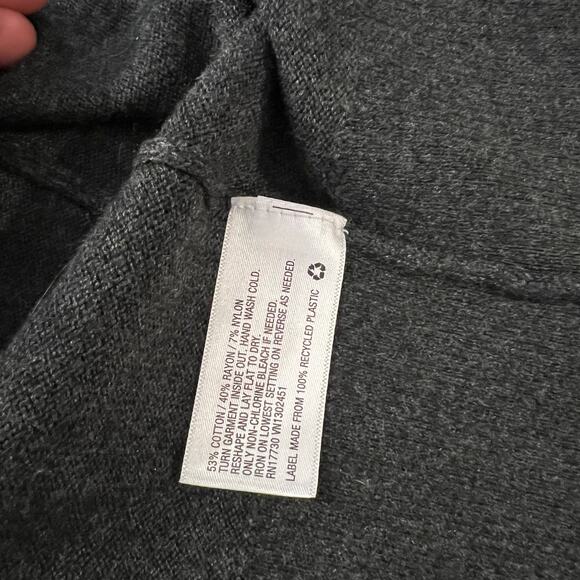 53% COTTON / 40% RAYON / 7% NYLON
TURN GARMENT INSIDE OUT. HAND WASH COLD.
RESHAPE AND LAY FLAT TO DRY.
ONLY NON-CHLORINE BLEACH IF NEEDED.
IRON ON LOWEST SETTING ON REVERSE AS NEEDED.
RN17730 VN1302451
LABEL MADE FROM 100% RECYCLED PLASTIC